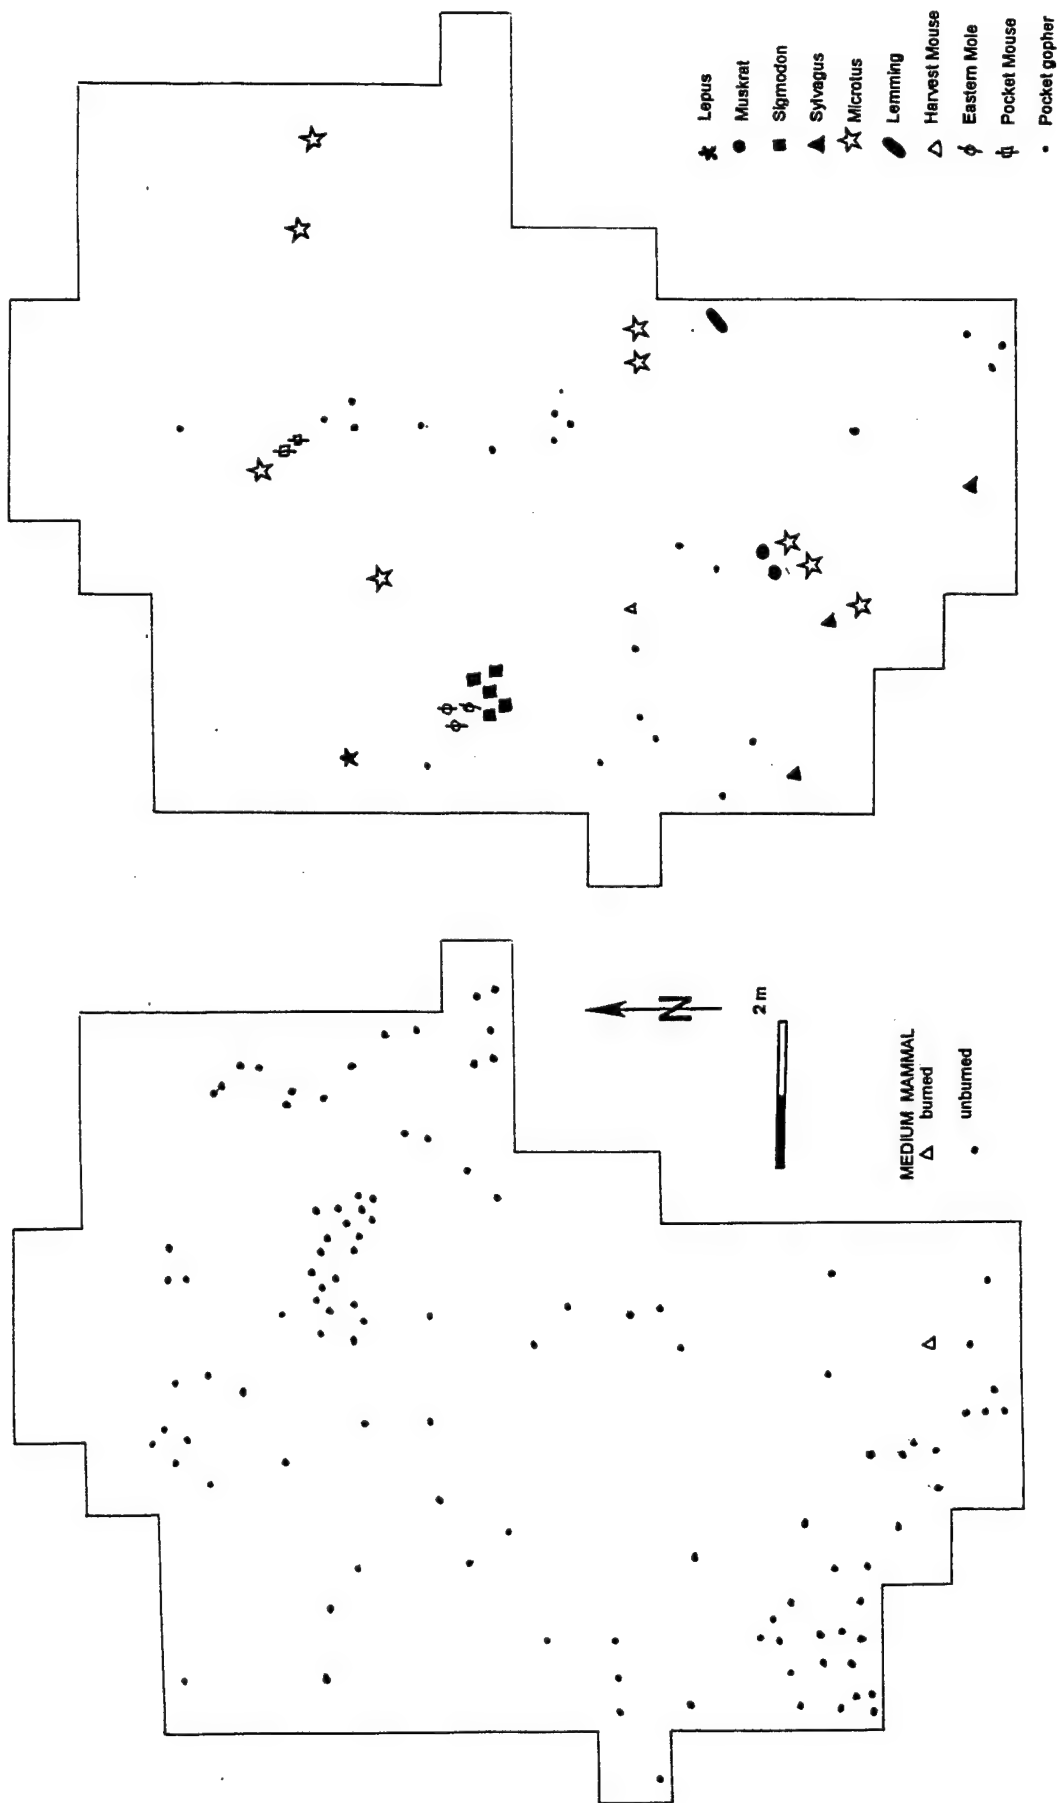 Lepus
Muskrat
Sigmodon
Sylvagus
Microtus
Lemming
Harvest Mouse
Eastern Mole
Pocket Mouse
Pocket gopher
N
2 m
MEDIUM MAMMAL
burned
unburned